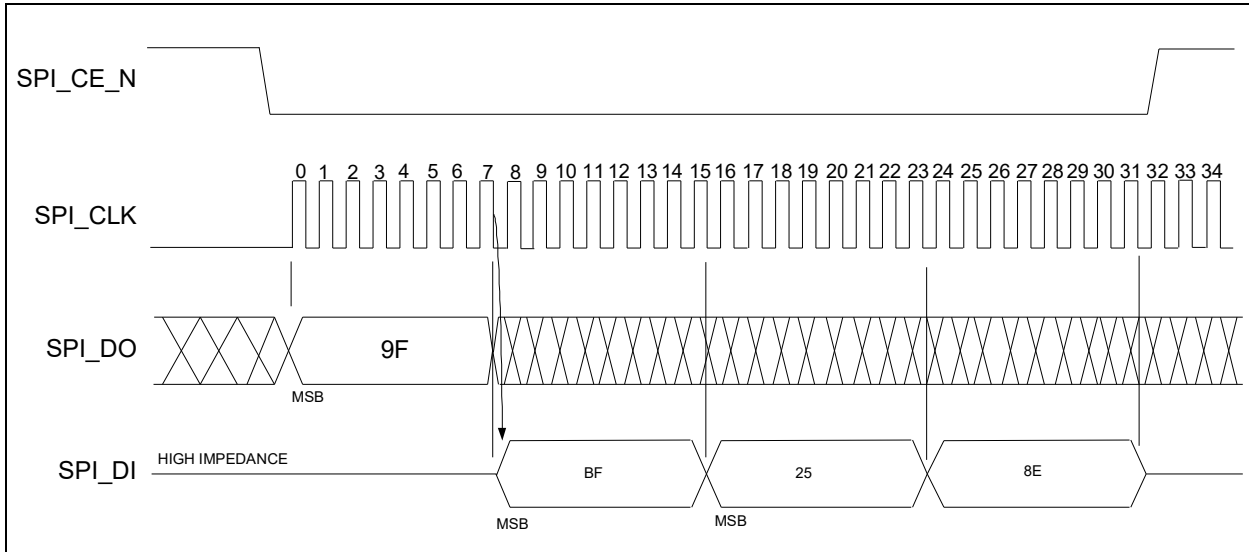 SPI_CE_N
0 1 2 3 4 5 6 7 8 9 10 11 12 13 14 15 16 17 18 19 20 21 22 23 24 25 26 27 28 29 30 31 32 33 34
SPI_CLK
SPI_DO
9F
MSB
HIGH IMPEDANCE
SPI_DI
BF
25
8E
MSB
MSB